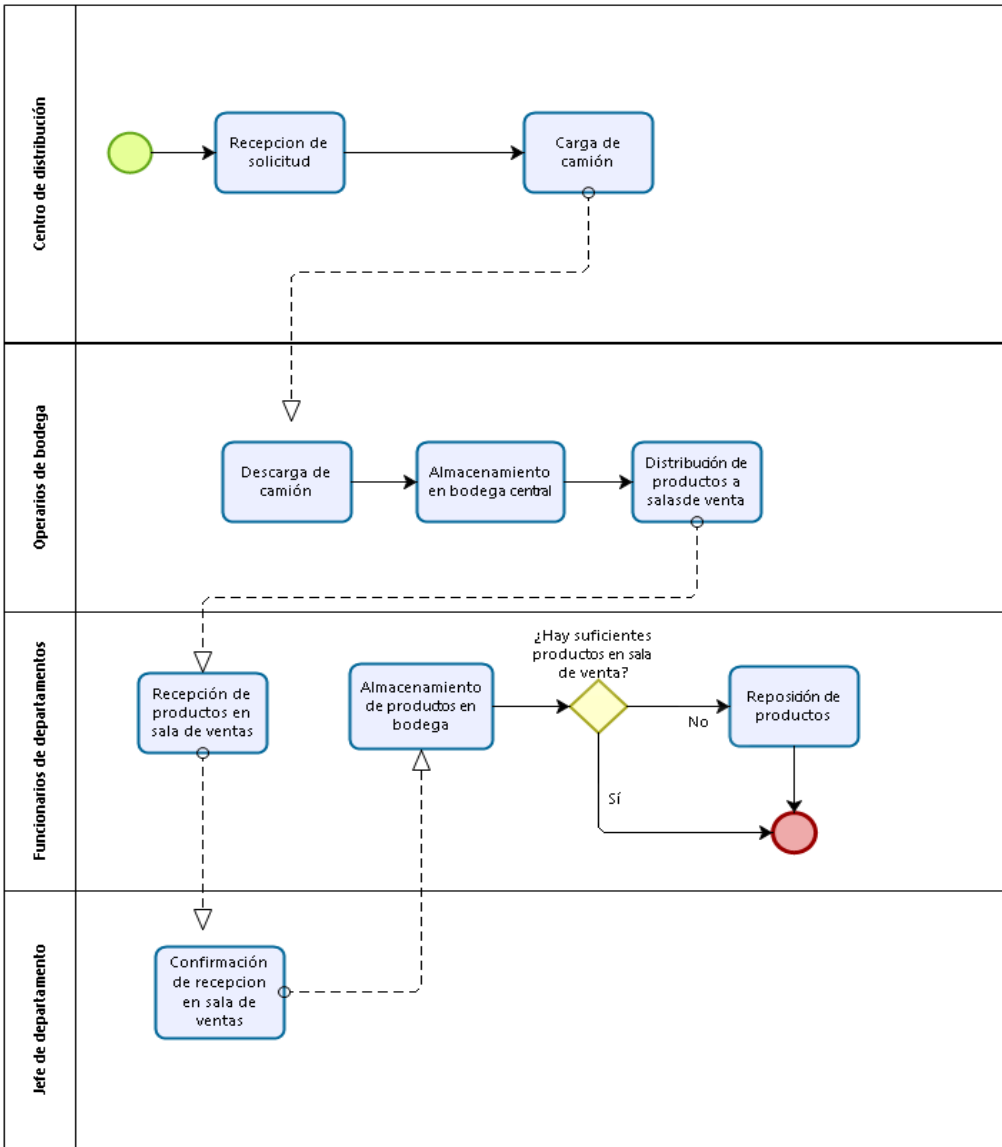 Centro de distribución
Recepcion de
solicitud
Carga de
camión
Operarios de bodega
Descarga de
camión
Almacenamiento
en bodega central
Distribución de
productos a
salasde venta
Funcionarios de departamentos
Recepción de
productos en
sala de ventas
Almacenamiento
de productos en
bodega
¿Hay suficientes
productos en sala
de venta?
No
Sí
Reposición de
productos
Jefe de departamento
Confirmación
de recepcion
en sala de
ventas